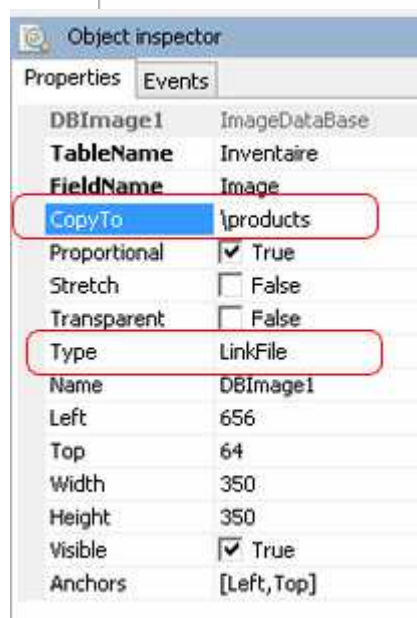 Object inspector
Properties Events
DBImage1 ImageDataBase
TableName Inventaire
FieldName Image
CopyTo \products
Proportional True
Stretch False
Transparent False
Type LinkFile
Name DBImage1
Left 656
Top 64
Width 350
Height 350
Visible True
Anchors [Left,Top]